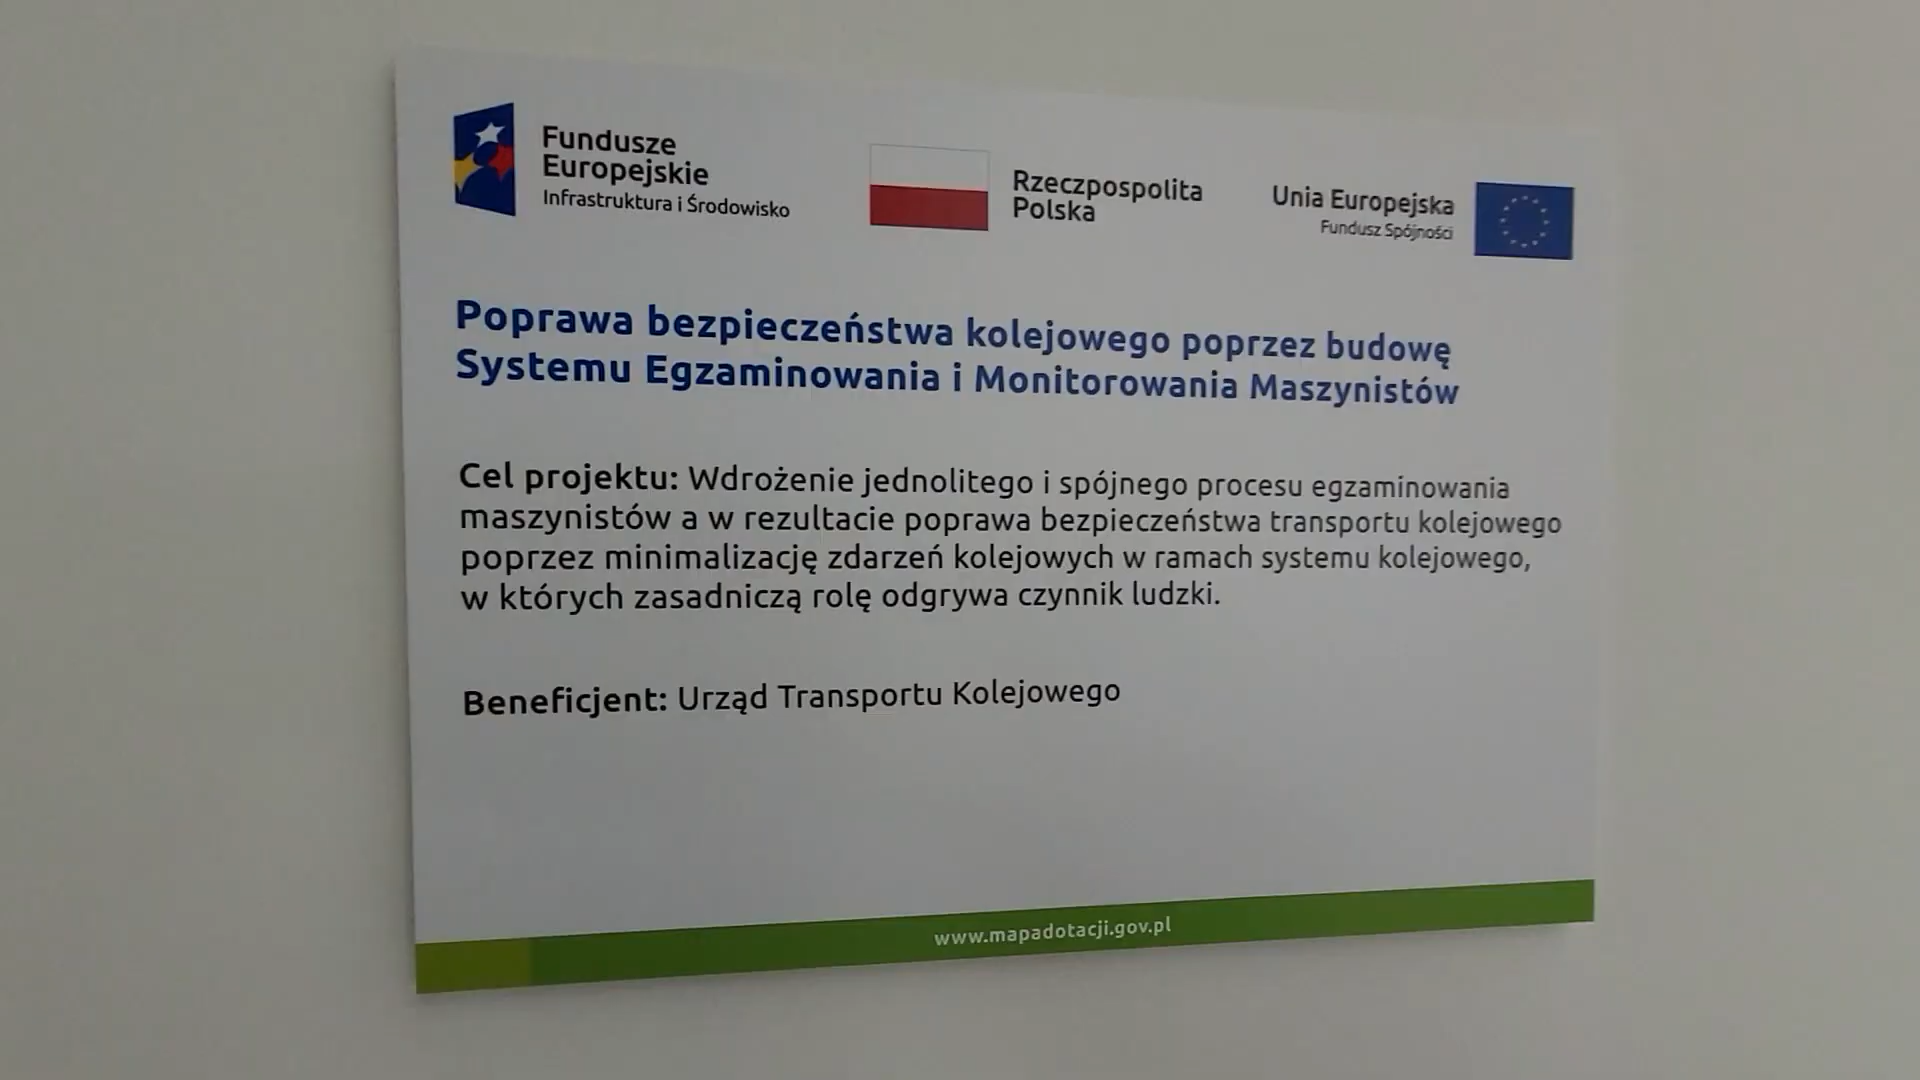 Fundusze
Europejskie
Infrastruktura i Środowisko
Rzeczpospolita
Polska
Unia Europejska
Fundusz Spójności
Poprawa bezpieczeństwa kolejowego poprzez budowę
Systemu Egzaminowania i Monitorowania Maszynistów
Cel projektu: Wdrożenie jednolitego i spójnego procesu egzaminowania
maszynistów a w rezultacie poprawa bezpieczeństwa transportu kolejowego
poprzez minimalizację zdarzeń kolejowych w ramach systemu kolejowego,
w których zasadniczą rolę odgrywa czynnik ludzki.
Beneficjent: Urząd Transportu Kolejowego
www.mapadotacji.gov.pl